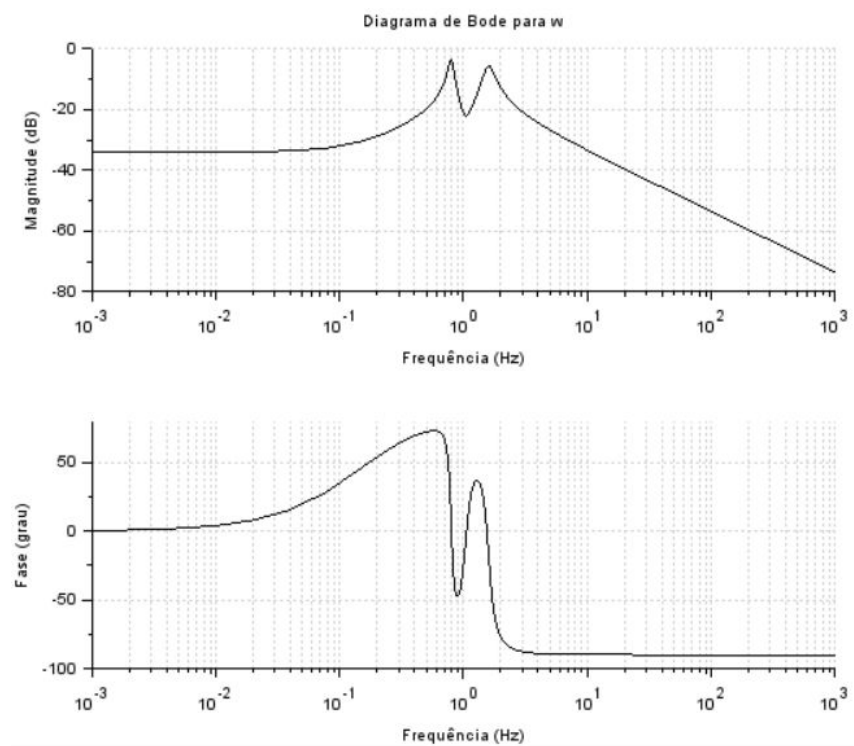 Diagrama de Bode para w
0
-20
-40
-60
-80
Magnitude (dB)
10^-3 10^-2 10^-1 10^0 10^1 10^2 10^3
Frequência (Hz)
50
0
-50
-100
Fase (grau)
10^-3 10^-2 10^-1 10^0 10^1 10^2 10^3
Frequência (Hz)